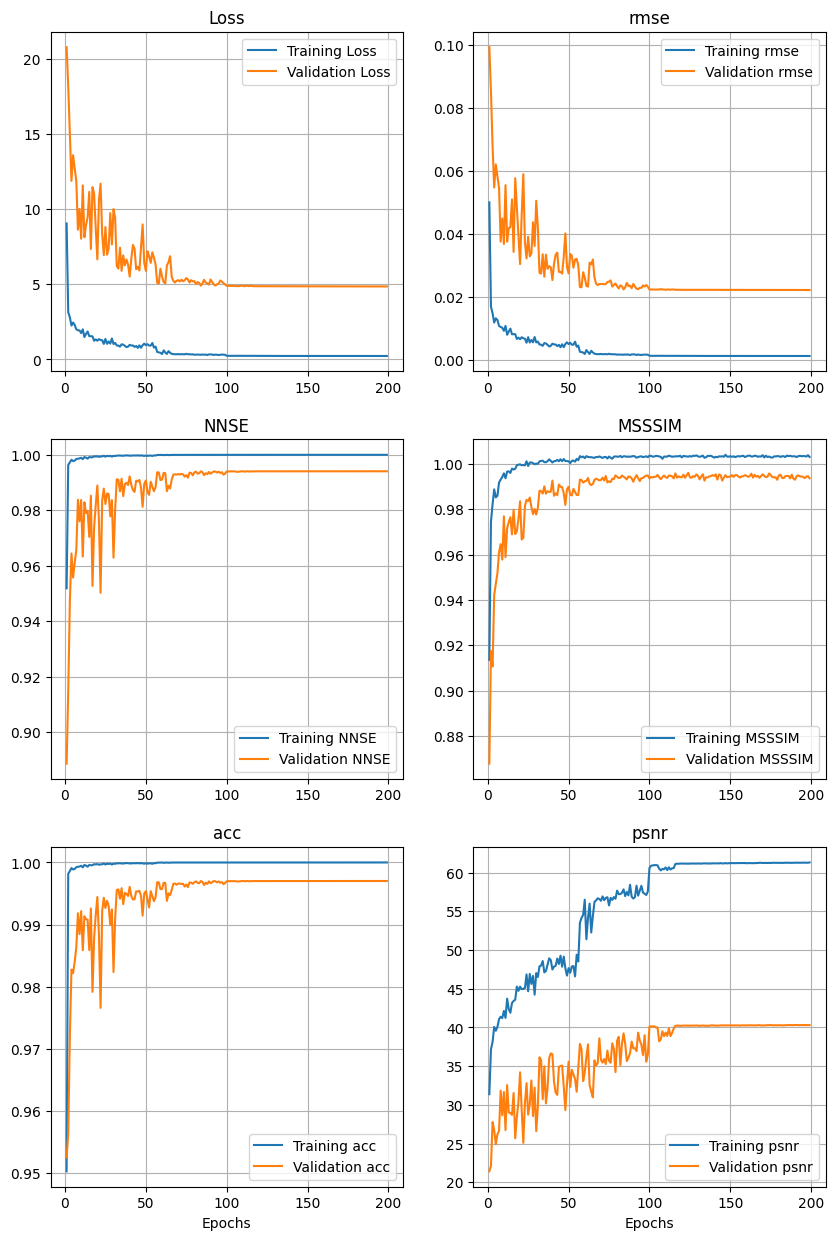 Loss
Training Loss
Validation Loss
20
15
10
5
0
0 50 100 150 200
rmse
Training rmse
Validation rmse
0.10
0.08
0.06
0.04
0.02
0.00
0 50 100 150 200
NNSE
1.00
0.98
0.96
0.94
0.92
0.90
Training NNSE
Validation NNSE
0 50 100 150 200
MSSSIM
1.00
0.98
0.96
0.94
0.92
0.90
0.88
Training MSSSIM
Validation MSSSIM
0 50 100 150 200
acc
1.00
0.99
0.98
0.97
0.96
0.95
Training acc
Validation acc
0 50 100 150 200
Epochs
psnr
60
55
50
45
40
35
30
25
20
Training psnr
Validation psnr
0 50 100 150 200
Epochs